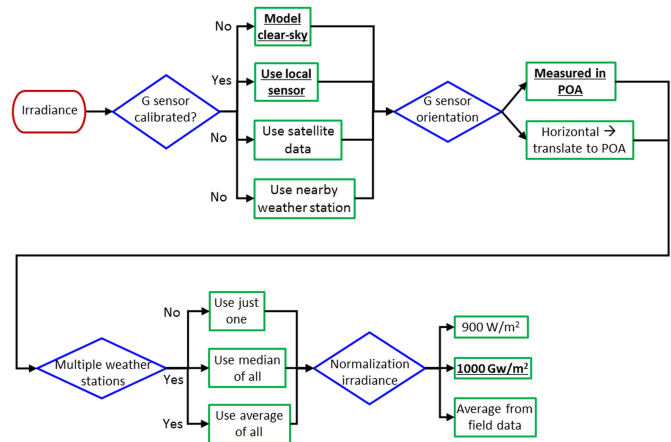 No
Model
clear-sky
Yes
Use local
sensor
Irradiance
G sensor
calibrated?
G sensor
orientation
Measured in
POA
Horizontal →
translate to POA
No
Use satellite
data
No
Use nearby
weather station
No
Use just
one
Multiple weather
stations
Yes
Use median
of all
Yes
Use average
of all
Normalization
irradiance
900 W/m²
1000 Gw/m²
Average from
field data